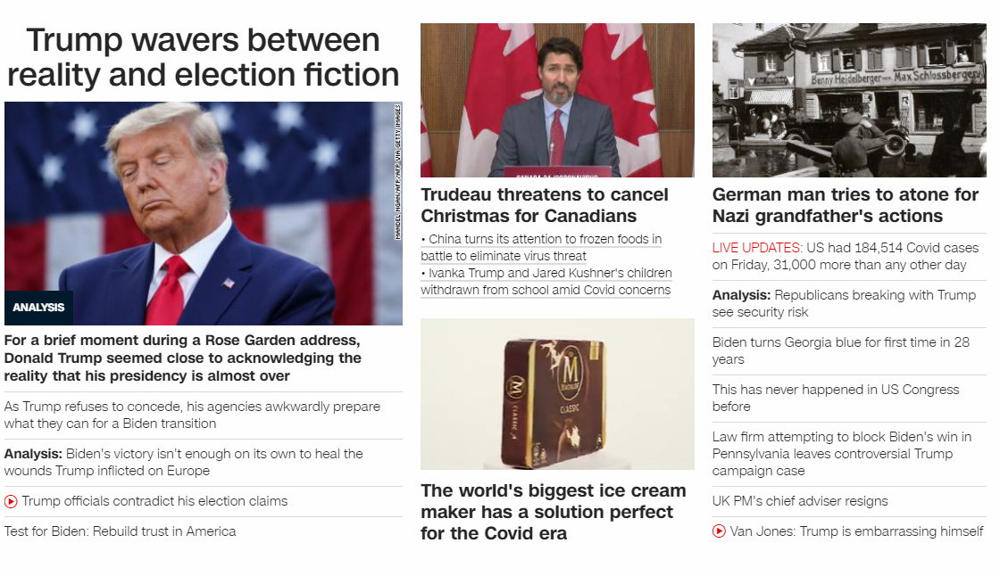 Trump wavers between
reality and election fiction
MANDEL NGAN/AFP/AFP VIA GETTY IMAGES
ANALYSIS
For a brief moment during a Rose Garden address,
Donald Trump seemed close to acknowledging the
reality that his presidency is almost over
As Trump refuses to concede, his agencies awkwardly prepare
what they can for a Biden transition
Analysis: Biden's victory isn't enough on its own to heal the
wounds Trump inflicted on Europe
Trump officials contradict his election claims
Test for Biden: Rebuild trust in America
Trudeau threatens to cancel
Christmas for Canadians
• China turns its attention to frozen foods in
battle to eliminate virus threat
• Ivanka Trump and Jared Kushner's children
withdrawn from school amid Covid concerns
M
MAGNUM
CLASSIC
M
CLASSIC
The world's biggest ice cream
maker has a solution perfect
for the Covid era
Benny Heidelberger Max Schlossberger
German man tries to atone for
Nazi grandfather's actions
LIVE UPDATES: US had 184,514 Covid cases
on Friday, 31,000 more than any other day
Analysis: Republicans breaking with Trump
see security risk
Biden turns Georgia blue for first time in 28
years
This has never happened in US Congress
before
Law firm attempting to block Biden's win in
Pennsylvania leaves controversial Trump
campaign case
UK PM's chief adviser resigns
Van Jones: Trump is embarrassing himself